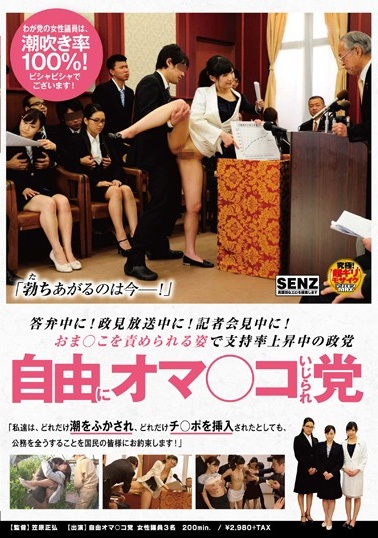 わが党の女性議員は、
潮吹き率
100%!
ビシャビシャで
ございます!
「勃ちあがるのは今―!」
た
SENZ
答弁中に!政見放送中に!記者会見中に!
おま◯こを責められる姿で支持率上昇中の政党
自由にオマ◯コいじられ党
「私達は、どれだけ潮をふかされ、どれだけチ◯ポを挿入されたとしても、
公務を全うすることを国民の皆様にお約束します!」
【監督】笠原正弘 【出演】自由オマ◯コ党 女性議員3名 200min. / ¥2,980+TAX